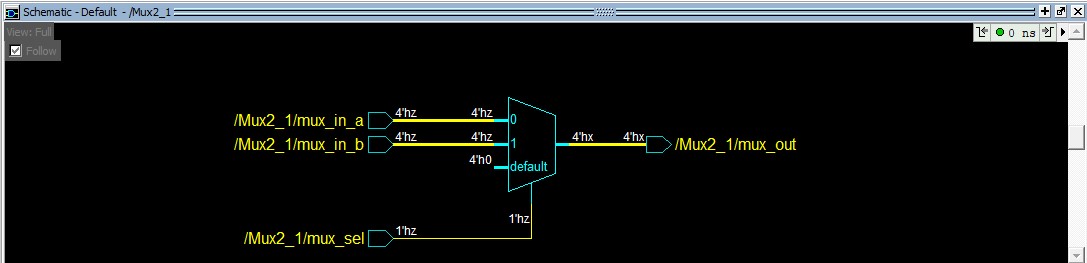 Schematic - Default - /Mux2_1
View: Full
0 ns
Follow
/Mux2_1/mux_in_a 4'hz 4'hz 0
/Mux2_1/mux_in_b 4'hz 4'hz 1 4'hx 4'hx /Mux2_1/mux_out
4'h0 default
1'hz
/Mux2_1/mux_sel 1'hz